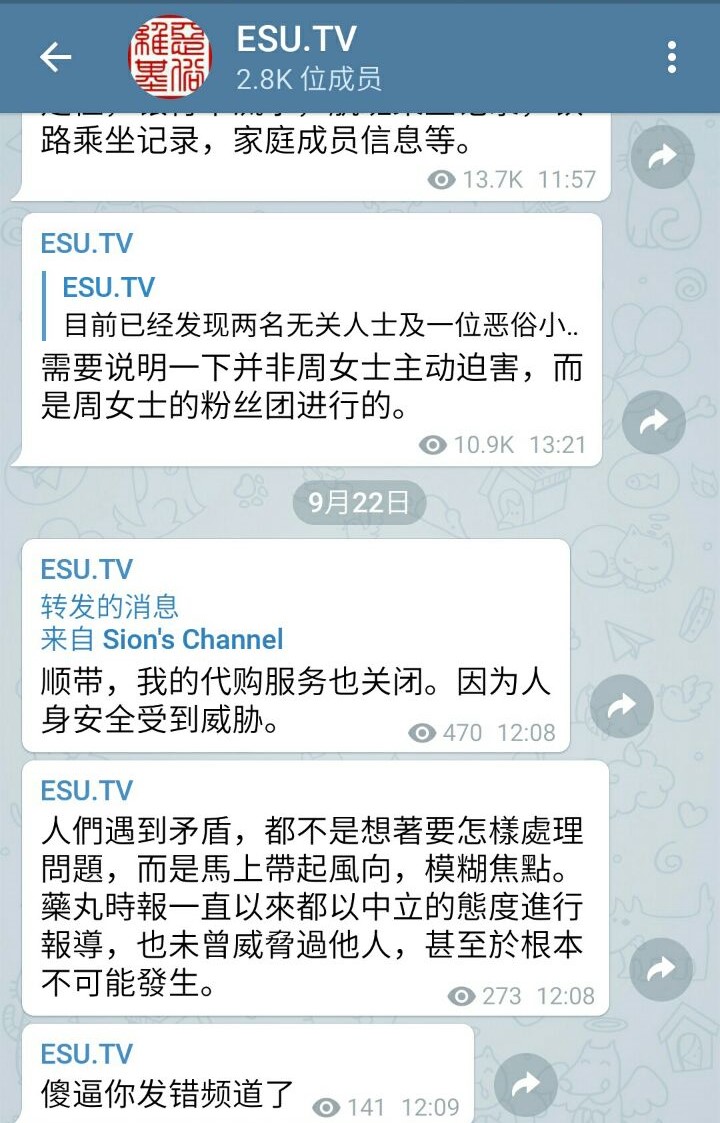 ESU.TV
2.8K 位成员
惡俗維基
路乘坐记录，家庭成员信息等。
13.7K 11:57
ESU.TV
ESU.TV
目前已经发现两名无关人士及一位恶俗小..
需要说明一下并非周女士主动迫害，而
是周女士的粉丝团进行的。
10.9K 13:21
9月22日
ESU.TV
转发的消息
来自 Sion's Channel
顺带，我的代购服务也关闭。因为人
身安全受到威胁。
470 12:08
ESU.TV
人們遇到矛盾，都不是想著要怎樣處理
問題，而是馬上帶起風向，模糊焦點。
藥丸時報一直以來都以中立的態度進行
報導，也未曾威脅過他人，甚至於根本
不可能發生。
273 12:08
ESU.TV
傻逼你发错频道了
141 12:09